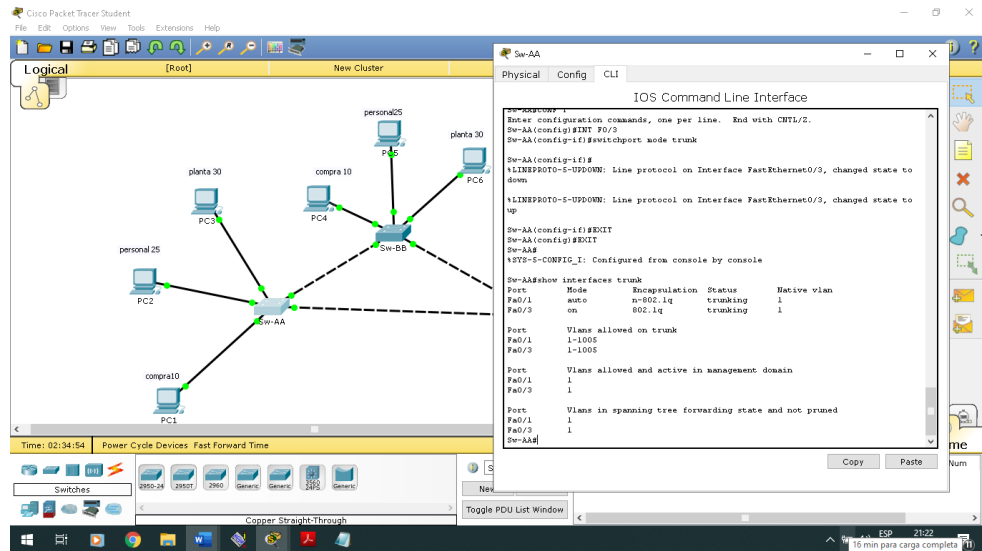 Cisco Packet Tracer Student
File Edit Options View Tools Extensions Help
Logical
[Root]
New Cluster
personal25
PC5
planta 30
PC6
planta 30
PC3
compra 10
PC4
Sw-BB
personal 25
PC2
Sw-AA
compra10
PC1
Time: 02:34:54
Power Cycle Devices Fast Forward Time
Switches
2950-24
2950T
2960
Generic
Generic
3560 24PS
Generic
Copper Straight-Through
New
Toggle PDU List Window
Num
Sw-AA
Physical Config CLI
IOS Command Line Interface
Enter configuration commands, one per line. End with CNTL/Z.
Sw-AA(config)#INT F0/3
Sw-AA(config-if)#switchport mode trunk
Sw-AA(config-if)#
%LINEPROTO-5-UPDOWN: Line protocol on Interface FastEthernet0/3, changed state to
down
%LINEPROTO-5-UPDOWN: Line protocol on Interface FastEthernet0/3, changed state to
up
Sw-AA(config-if)#EXIT
Sw-AA(config)#EXIT
Sw-AA#
%SYS-5-CONFIG_I: Configured from console by console
Sw-AA#show interfaces trunk
Port Mode Encapsulation Status Native vlan
Fa0/1 auto n-802.1q trunking 1
Fa0/3 on 802.1q trunking 1
Port Vlans allowed on trunk
Fa0/1 1-1005
Fa0/3 1-1005
Port Vlans allowed and active in management domain
Fa0/1 1
Fa0/3 1
Port Vlans in spanning tree forwarding state and not pruned
Fa0/1 1
Fa0/3 1
Sw-AA#
Copy Paste
ESP 21:22
16 min para carga completa